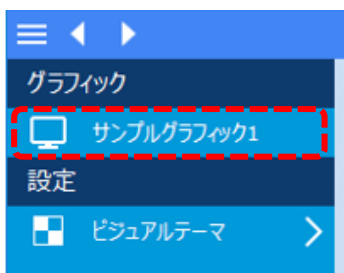 グラフィック
サンプルグラフィック1
設定
ビジュアルテーマ